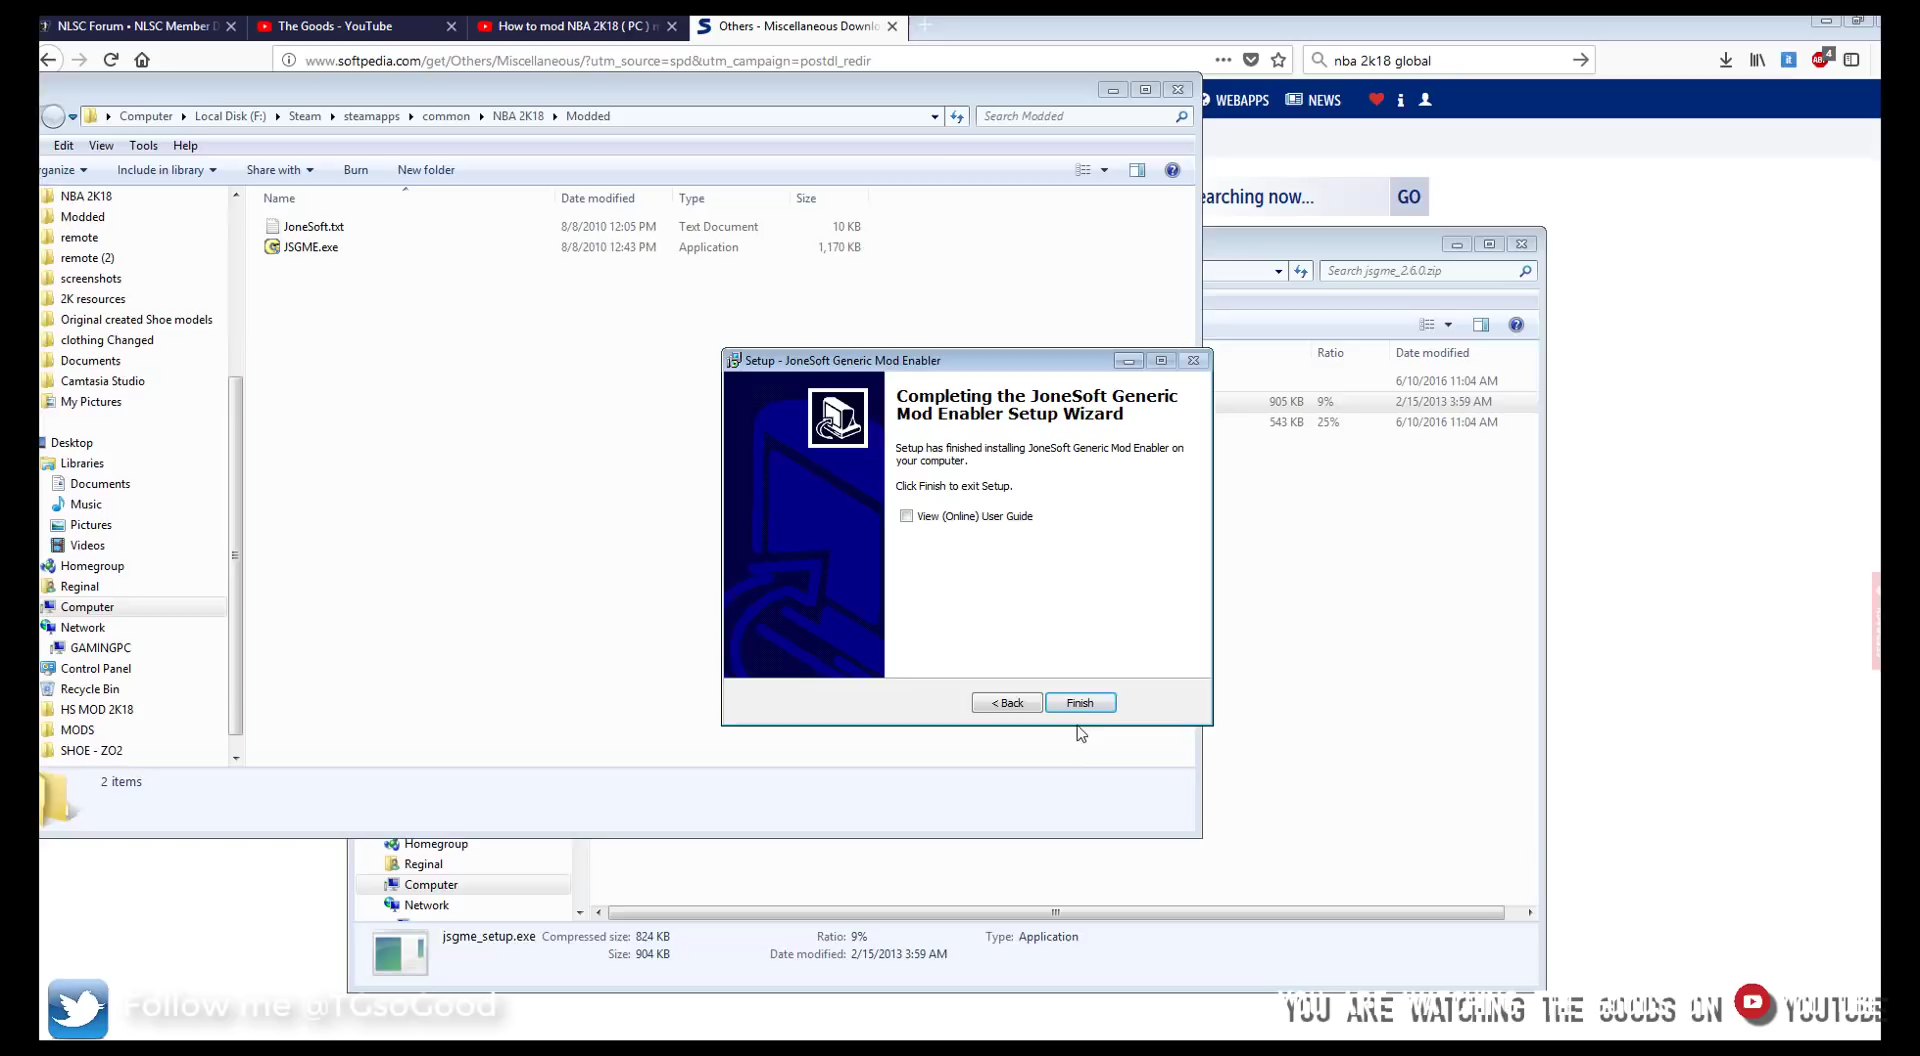 NLSC Forum • NLSC Member D
The Goods - YouTube
How to mod NBA 2K18 ( PC ) n
Others - Miscellaneous Downlo
www.softpedia.com/get/Others/Miscellaneous/?utm_source=spd&utm_campaign=postdl_redir
nba 2k18 global
4
WEBAPPS
NEWS
Computer
Local Disk (F:)
Steam
steamapps
common
NBA 2K18
Modded
Search Modded
Edit
View
Tools
Help
rganize
Include in library
Share with
Burn
New folder
earching now...
GO
Name
Date modified
Type
Size
JoneSoft.txt
8/8/2010 12:05 PM
Text Document
10 KB
JSGME.exe
8/8/2010 12:43 PM
Application
1,170 KB
NBA 2K18
Modded
remote
remote (2)
screenshots
2K resources
Original created Shoe models
clothing Changed
Documents
Camtasia Studio
My Pictures
Desktop
Libraries
Documents
Music
Pictures
Videos
Homegroup
Reginal
Computer
Network
GAMINGPC
Control Panel
Recycle Bin
HS MOD 2K18
MODS
SHOE - ZO2
2 items
Search jsgme_2.6.0.zip
Ratio
Date modified
6/10/2016 11:04 AM
905 KB
9%
2/15/2013 3:59 AM
543 KB
25%
6/10/2016 11:04 AM
Setup - JoneSoft Generic Mod Enabler
Completing the JoneSoft Generic
Mod Enabler Setup Wizard
Setup has finished installing JoneSoft Generic Mod Enabler on
your computer.
Click Finish to exit Setup.
View (Online) User Guide
< Back
Finish
Homegroup
Reginal
Computer
Network
jsgme_setup.exe
Compressed size: 824 KB
Size: 904 KB
Ratio: 9%
Date modified: 2/15/2013 3:59 AM
Type: Application
Follow me @TGsoGood
YOU ARE WATCHING THE GOODS ON YOUTUBE